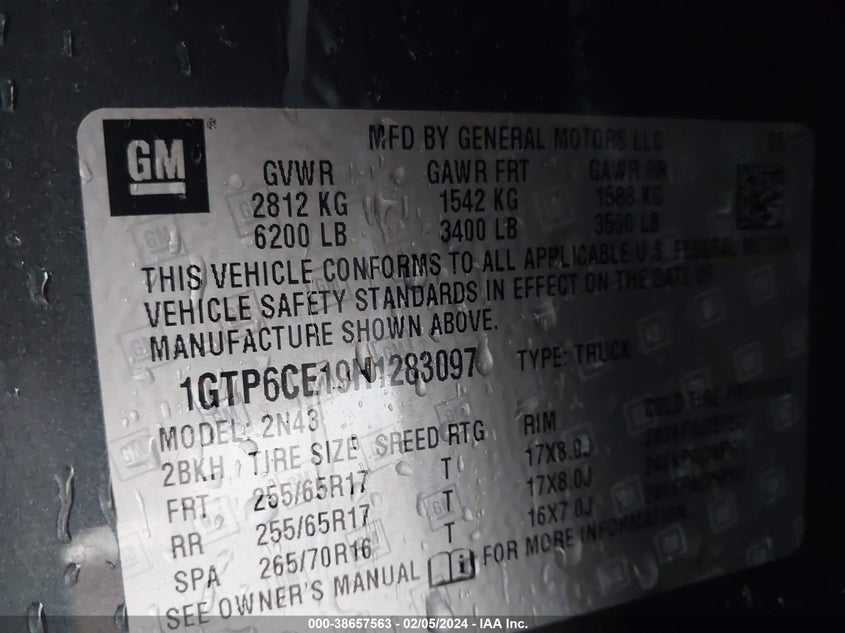 GM
MFD BY GENERAL MOTORS LLC
GVWR GAWR FRT GAWR RR
2812 KG 1542 KG 1588 KG
6200 LB 3400 LB 3500 LB
THIS VEHICLE CONFORMS TO ALL APPLICABLE U.S. FEDERAL MOTOR
VEHICLE SAFETY STANDARDS IN EFFECT ON THE DATE OF
MANUFACTURE SHOWN ABOVE.
1GTP6CE19N1283097 TYPE: TRUCK
MODEL: 2N43
2BKH TIRE SIZE SPEED RTG RIM
FRT 255/65R17 T 17X8.0J
RR 255/65R17 T 17X8.0J
SPA 265/70R16 T 16X7.0J
SEE OWNER'S MANUAL FOR MORE INFORMATION
000-38657563 — 02/05/2024 — IAA Inc.